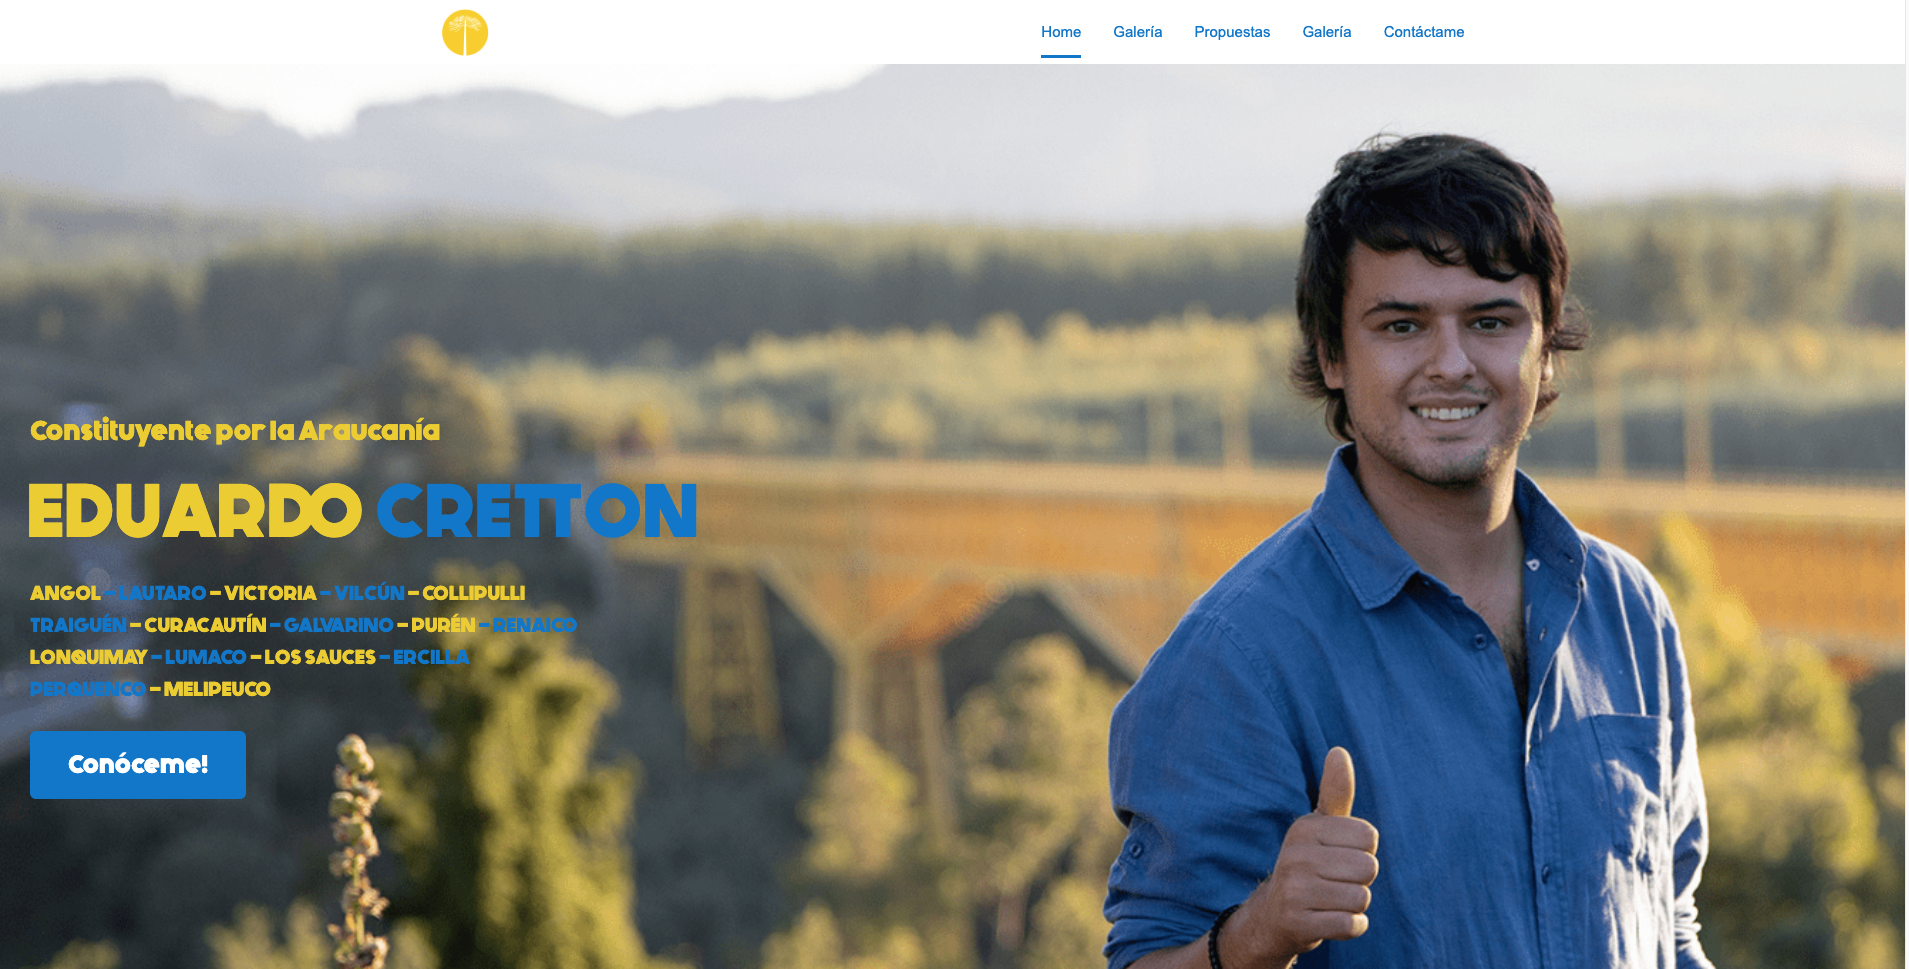 Home Galería Propuestas Galería Contáctame
Constituyente por la Araucanía
EDUARDO CRETTON
ANGOL – LAUTARO – VICTORIA – VILCÚN – COLLIPULLI
TRAIGUÉN – CURACAUTÍN – GALVARINO – PURÉN – RENAICO
LONQUIMAY – LUMACO – LOS SAUCES – ERCILLA
PERQUENCO – MELIPEUCO
Conóceme!